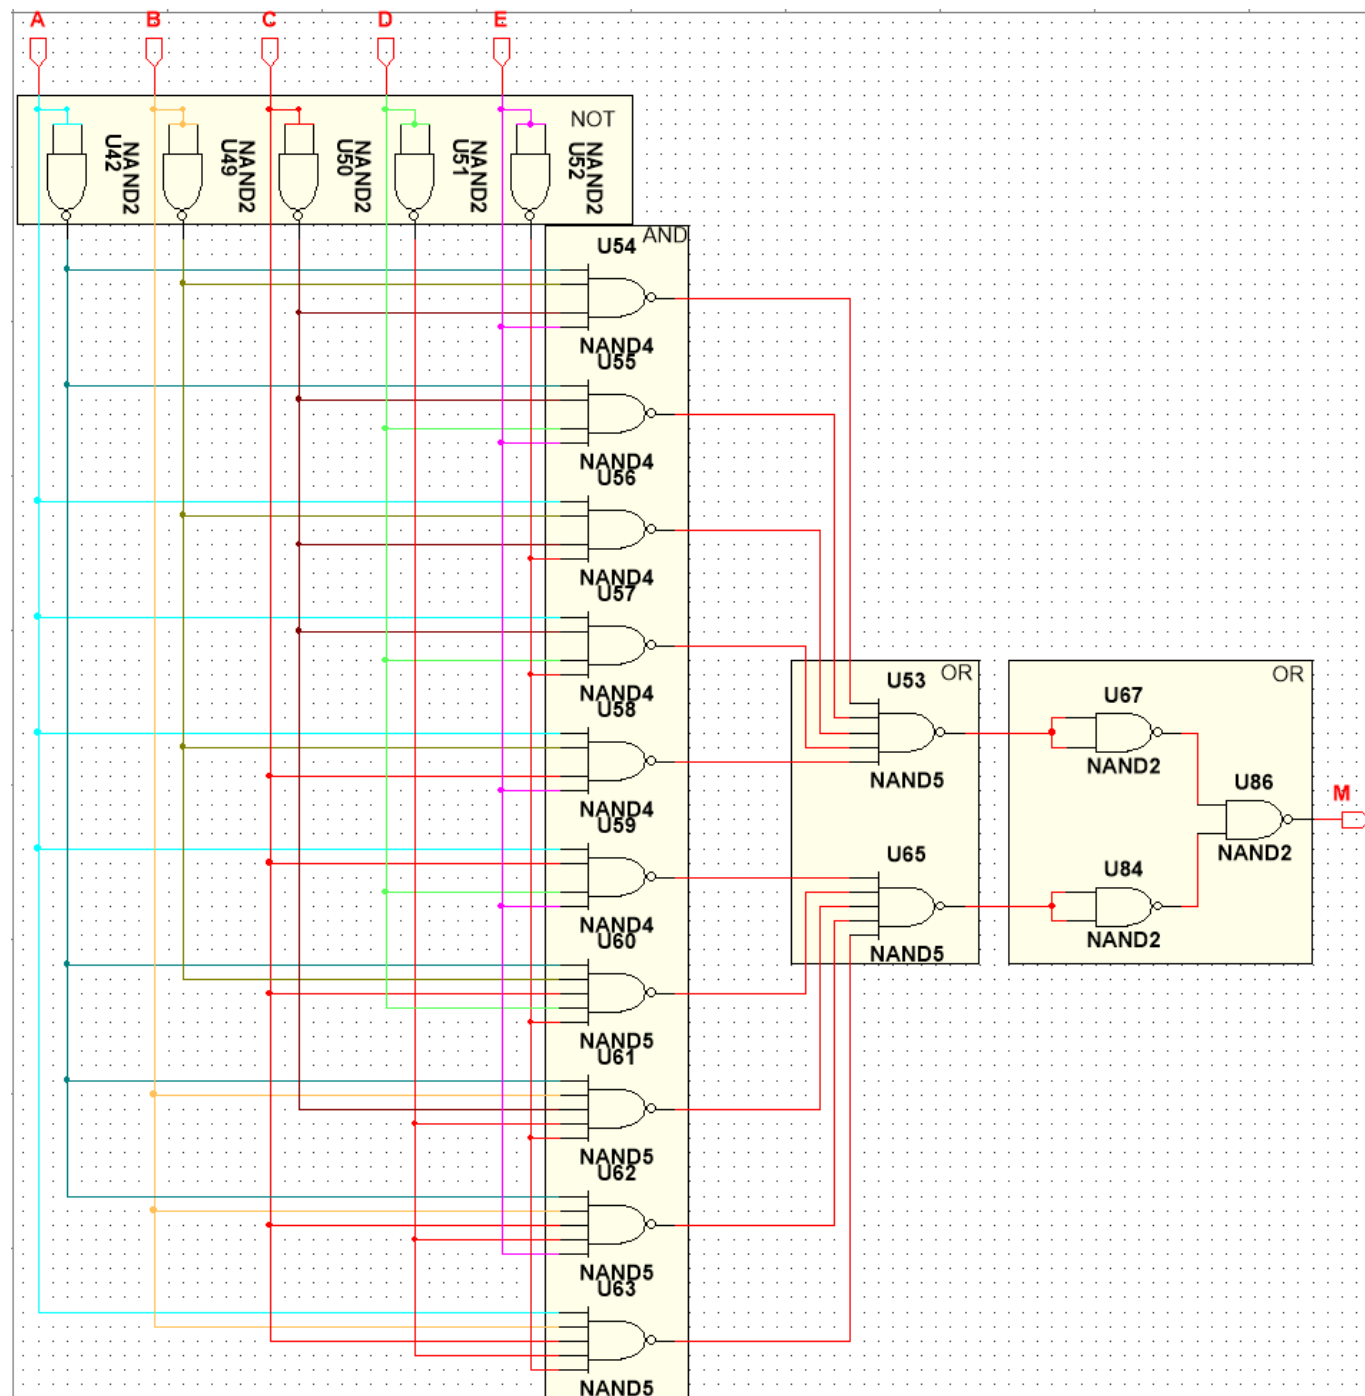 A B C D E
NOT
U42 NAND2
U49 NAND2
U50 NAND2
U51 NAND2
U52 NAND2
AND
U54
NAND4
U55
NAND4
U56
NAND4
U57
NAND4
U58
NAND4
U59
NAND4
U60
NAND5
U61
NAND5
U62
NAND5
U63
NAND5
OR
U53
NAND5
U65
NAND5
OR
U67
NAND2
U86
NAND2
U84
NAND2
M